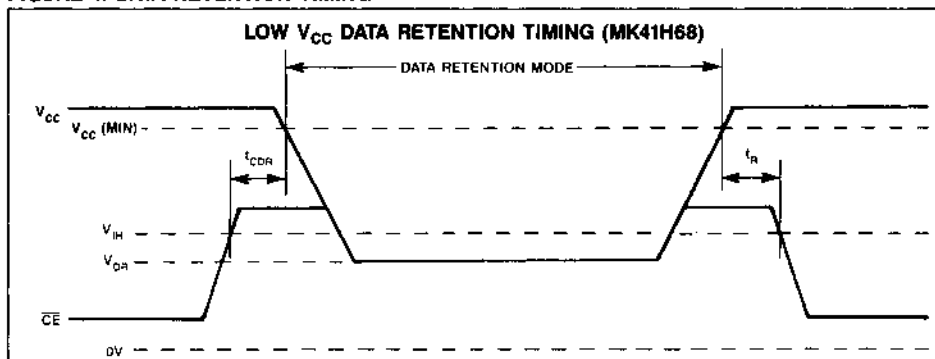 LOW VCC DATA RETENTION TIMING (MK41H68)
DATA RETENTION MODE
VCC
VCC (MIN)
tCDR
tR
VIH
VDR
CE
0V